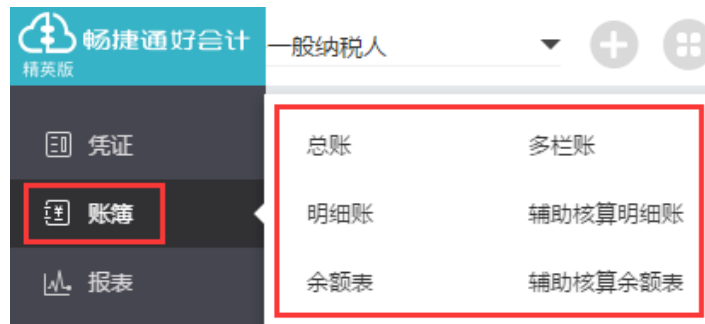 畅捷通好会计
精英版
一般纳税人
凭证
账簿
报表
总账 多栏账
明细账 辅助核算明细账
余额表 辅助核算余额表